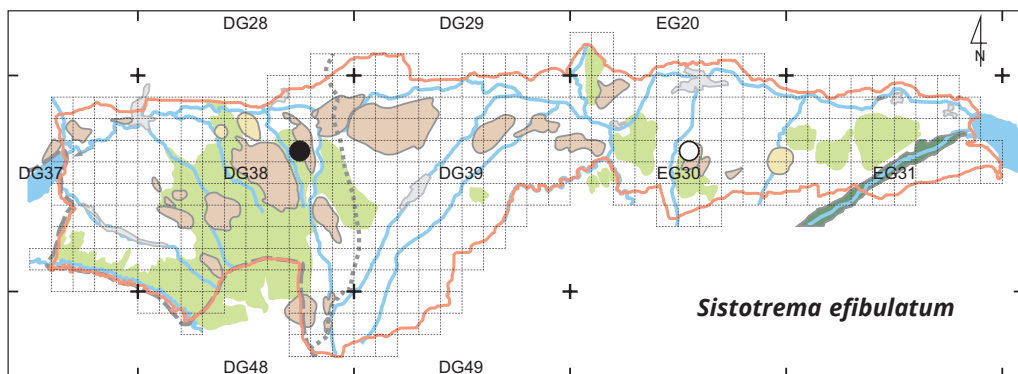 DG28 DG29 EG20
N
DG37 DG38 DG39 EG30 EG31
Sistotrema efibulatum
DG48 DG49